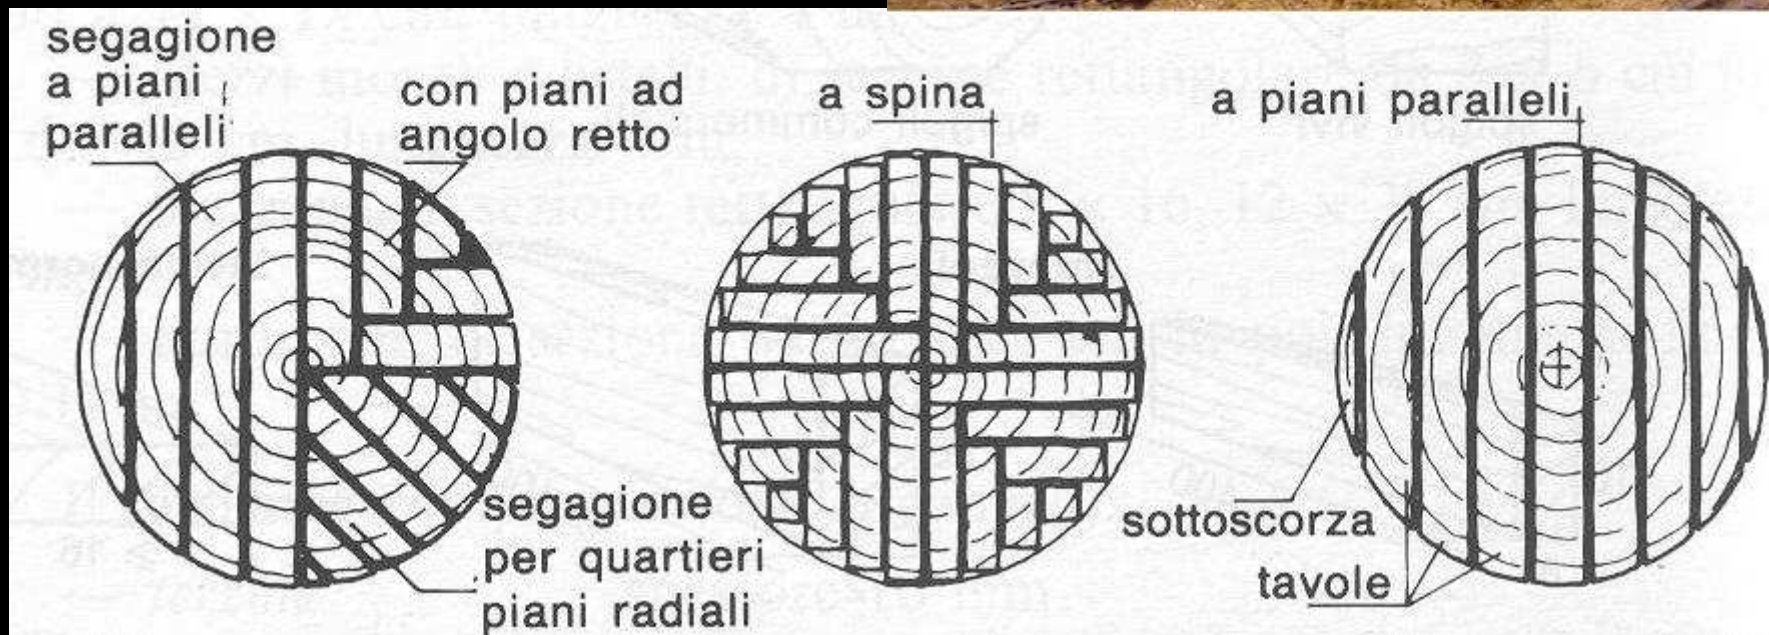 segagione
a piani
paralleli
con piani ad
angolo retto
segagione
per quartieri
piani radiali
a spina
a piani paralleli
sottoscorza
tavole